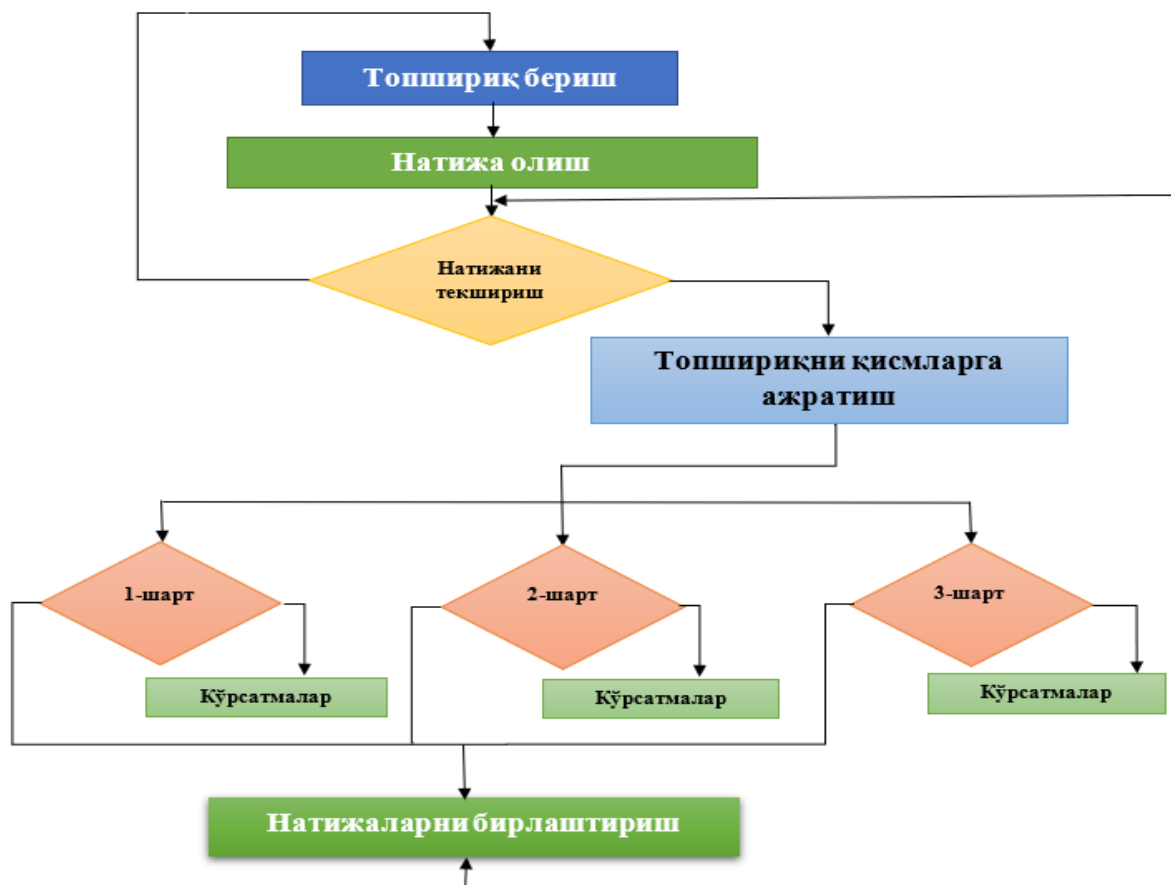 Топшириқ бериш
Натижа олиш
Натижани
текшириш
Топшириқни қисмларга
ажратиш
1-шарт
2-шарт
3-шарт
Кўрсатмалар
Кўрсатмалар
Кўрсатмалар
Натижаларни бирлаштириш